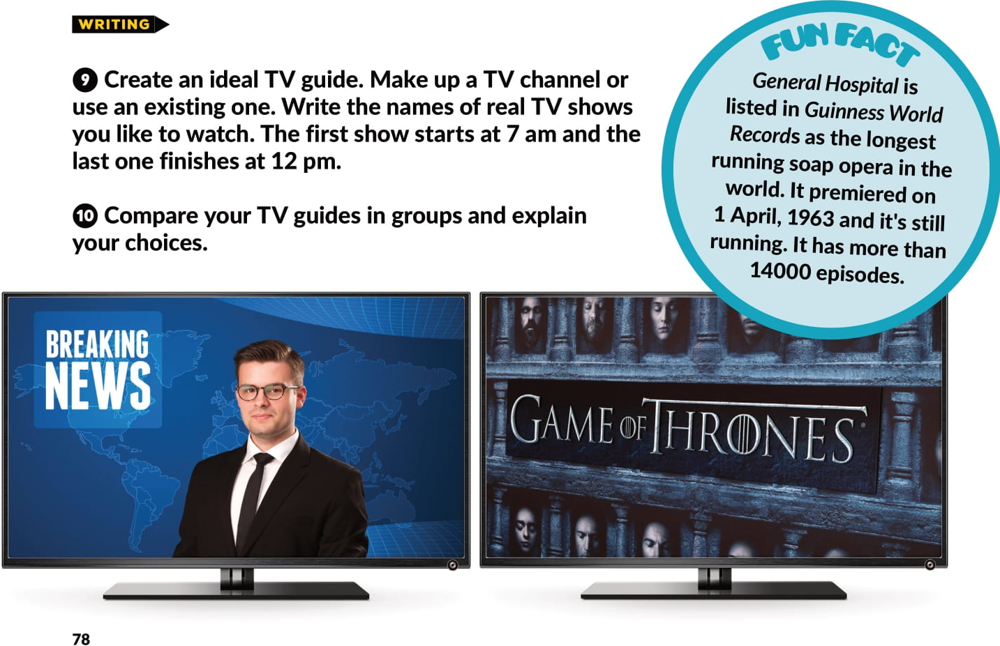 WRITING
9 Create an ideal TV guide. Make up a TV channel or
use an existing one. Write the names of real TV shows
you like to watch. The first show starts at 7 am and the
last one finishes at 12 pm.
10 Compare your TV guides in groups and explain
your choices.
FUN FACT
General Hospital is
listed in Guinness World
Records as the longest
running soap opera in the
world. It premiered on
1 April, 1963 and it's still
running. It has more than
14000 episodes.
BREAKING
NEWS
GAME OF THRONES
78